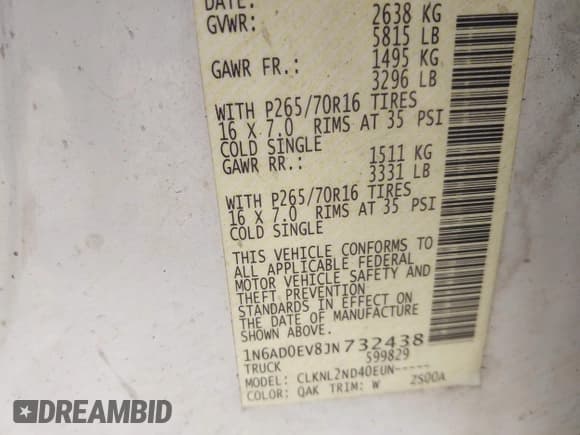 DATE:
GVWR: 2638 KG
5815 LB
GAWR FR.: 1495 KG
3296 LB
WITH P265/70R16 TIRES
16 X 7.0 RIMS AT 35 PSI
COLD SINGLE
GAWR RR.: 1511 KG
3331 LB
WITH P265/70R16 TIRES
16 X 7.0 RIMS AT 35 PSI
COLD SINGLE
THIS VEHICLE CONFORMS TO
ALL APPLICABLE FEDERAL
MOTOR VEHICLE SAFETY AND
THEFT PREVENTION
STANDARDS IN EFFECT ON
THE DATE OF MANUFACTURE
SHOWN ABOVE.
1N6AD0EV8JN732438
TRUCK 599829
MODEL: CLKNL2ND40EUN-----
COLOR: QAK TRIM: W 2S00A
DEALERMBID
DEALERMBID